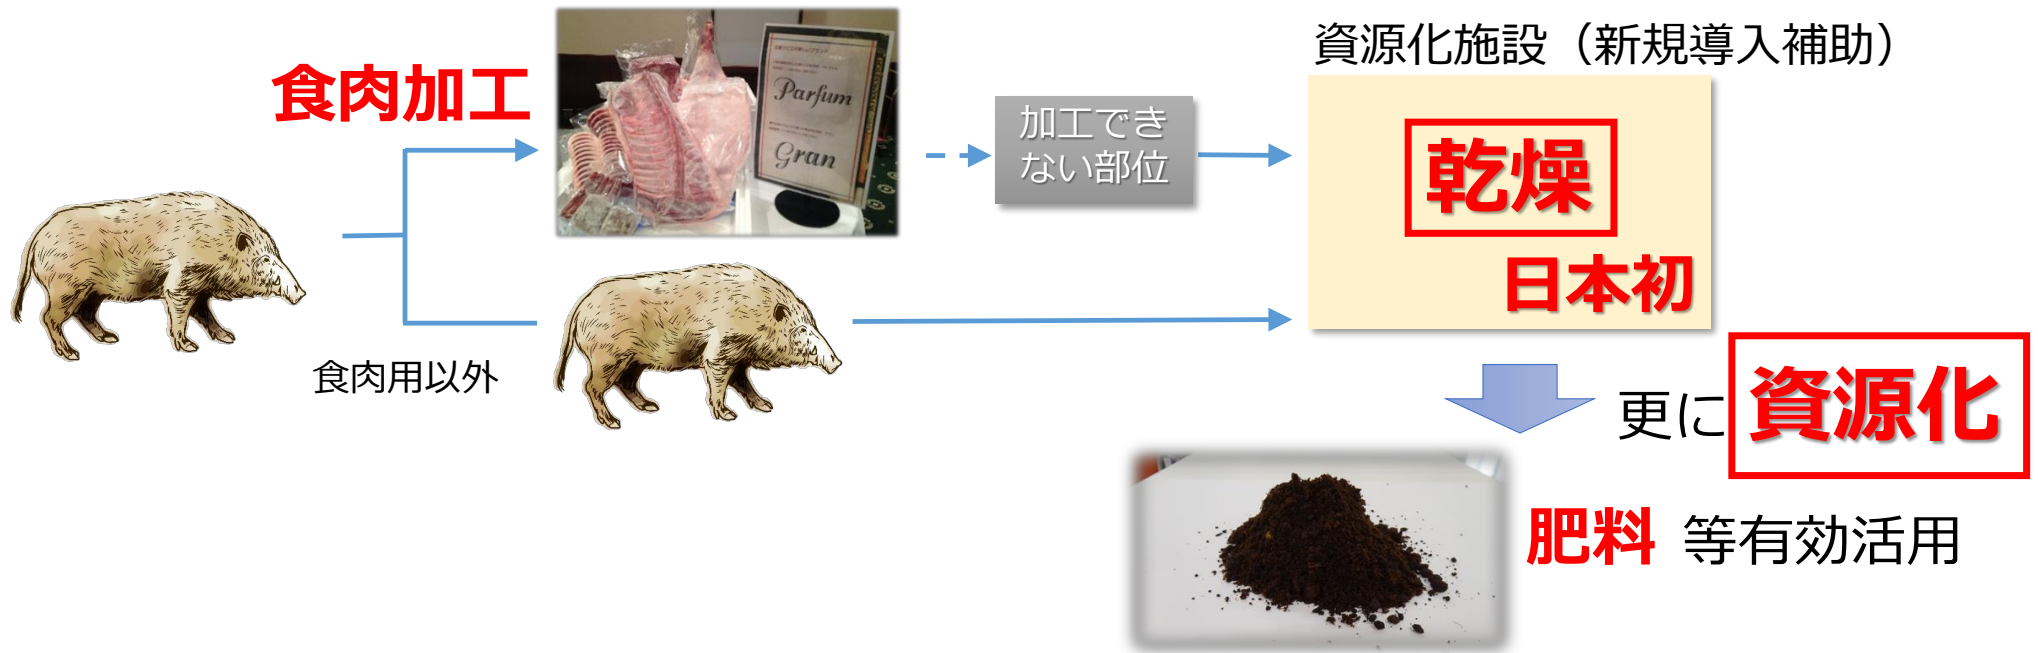 資源化施設（新規導入補助）
食肉加工
Parfum
Gran
加工でき
ない部位
乾燥
日本初
食肉用以外
更に 資源化
肥料 等有効活用